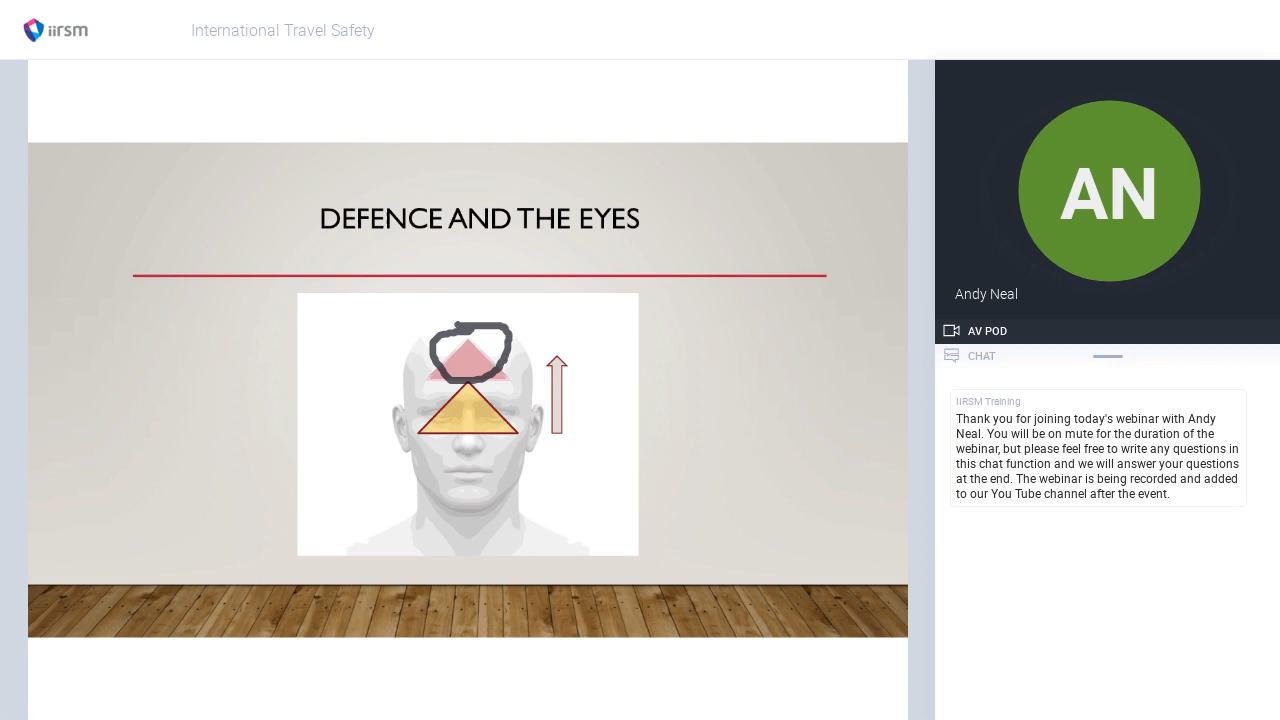 iirsm
International Travel Safety
DEFENCE AND THE EYES
AN
Andy Neal
AV POD
CHAT
IIRSM Training
Thank you for joining today's webinar with Andy
Neal. You will be on mute for the duration of the
webinar, but please feel free to write any questions in
this chat function and we will answer your questions
at the end. The webinar is being recorded and added
to our You Tube channel after the event.